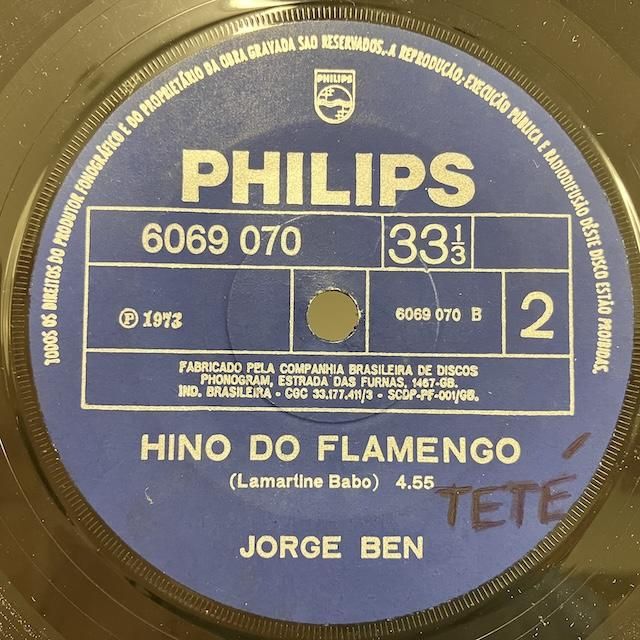 TODOS OS DIREITOS DO PRODUTOR FONOGRÁFICO E DO PROPRIETÁRIO DA OBRA GRAVADA SAO RESERVADOS, A REPRODUÇÃO, EXECUÇÃO PÚBLICA E RADIODIFUSÃO DÊSTE DISCO ESTÃO PROIBIDAS.
PHILIPS
PHILIPS
6069 070
33 1/3
℗ 1973
6069 070 B
2
FABRICADO PELA COMPANHIA BRASILEIRA DE DISCOS
PHONOGRAM, ESTRADA DAS FURNAS, 1467-GB.
IND. BRASILEIRA - CGC 33.177.411/3 - SCDP-PF-001/GB.
HINO DO FLAMENGO
(Lamartine Babo) 4.55
TETÉ
JORGE BEN